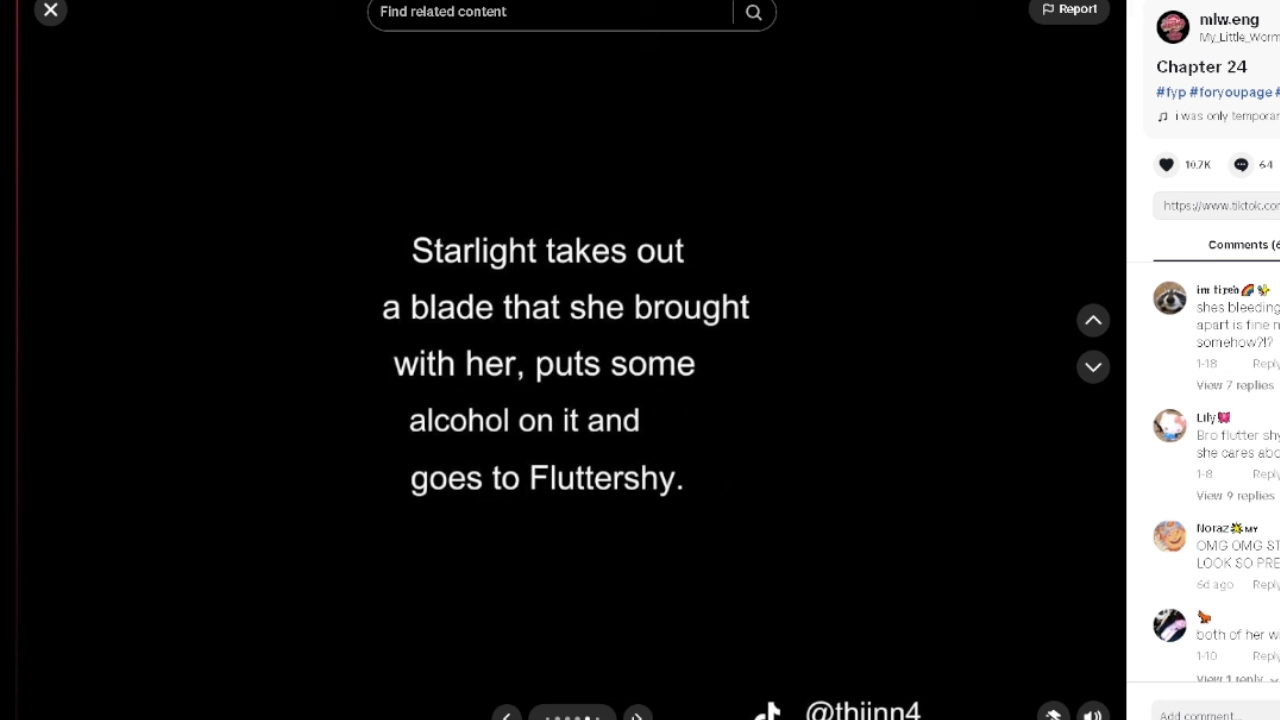 Find related content
Report
mlw.eng
My_Little_Worm
Chapter 24
#fyp #foryoupage #
i was only temporar
10.7K
64
https://www.tiktok.com
Starlight takes out
a blade that she brought
with her, puts some
alcohol on it and
goes to Fluttershy.
@thiinn4
Comments (6
im tired
shes bleeding
apart is fine n
somehow?!?
1-18 Reply
View 7 replies
Lily
Bro flutter shy
she cares abo
1-8 Reply
View 9 replies
Noraz MY
OMG OMG ST
LOOK SO PRE
6d ago Reply
both of her wi
1-10 Reply
View 1 reply
Add comment...